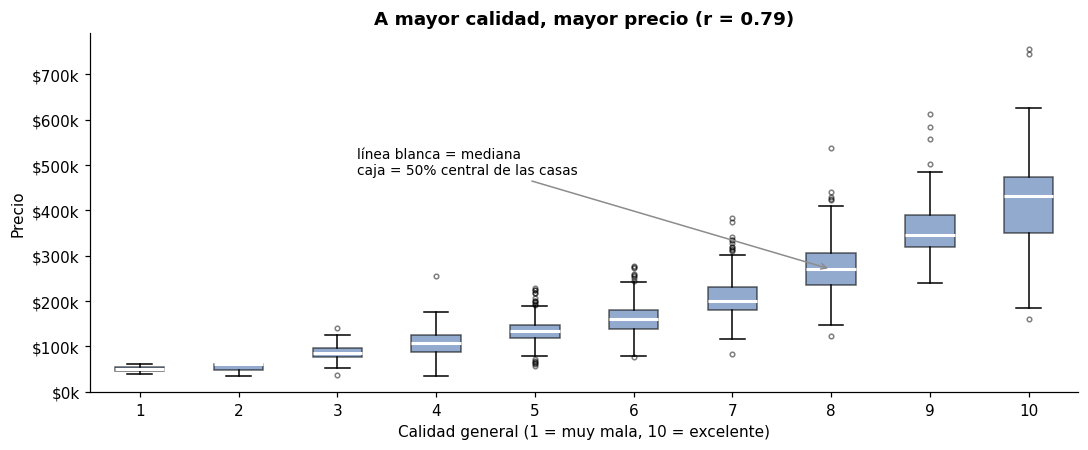 A mayor calidad, mayor precio (r = 0.79)
$700k
$600k
$500k
$400k
$300k
$200k
$100k
$0k
Precio
línea blanca = mediana
caja = 50% central de las casas
1 2 3 4 5 6 7 8 9 10
Calidad general (1 = muy mala, 10 = excelente)